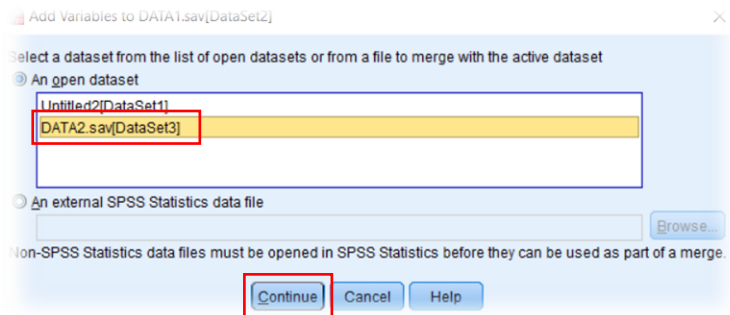 Add Variables to DATA1.sav[DataSet2]
Select a dataset from the list of open datasets or from a file to merge with the active dataset
An open dataset
Untitled2[DataSet1]
DATA2.sav[DataSet3]
An external SPSS Statistics data file
Browse...
Non-SPSS Statistics data files must be opened in SPSS Statistics before they can be used as part of a merge.
Continue Cancel Help